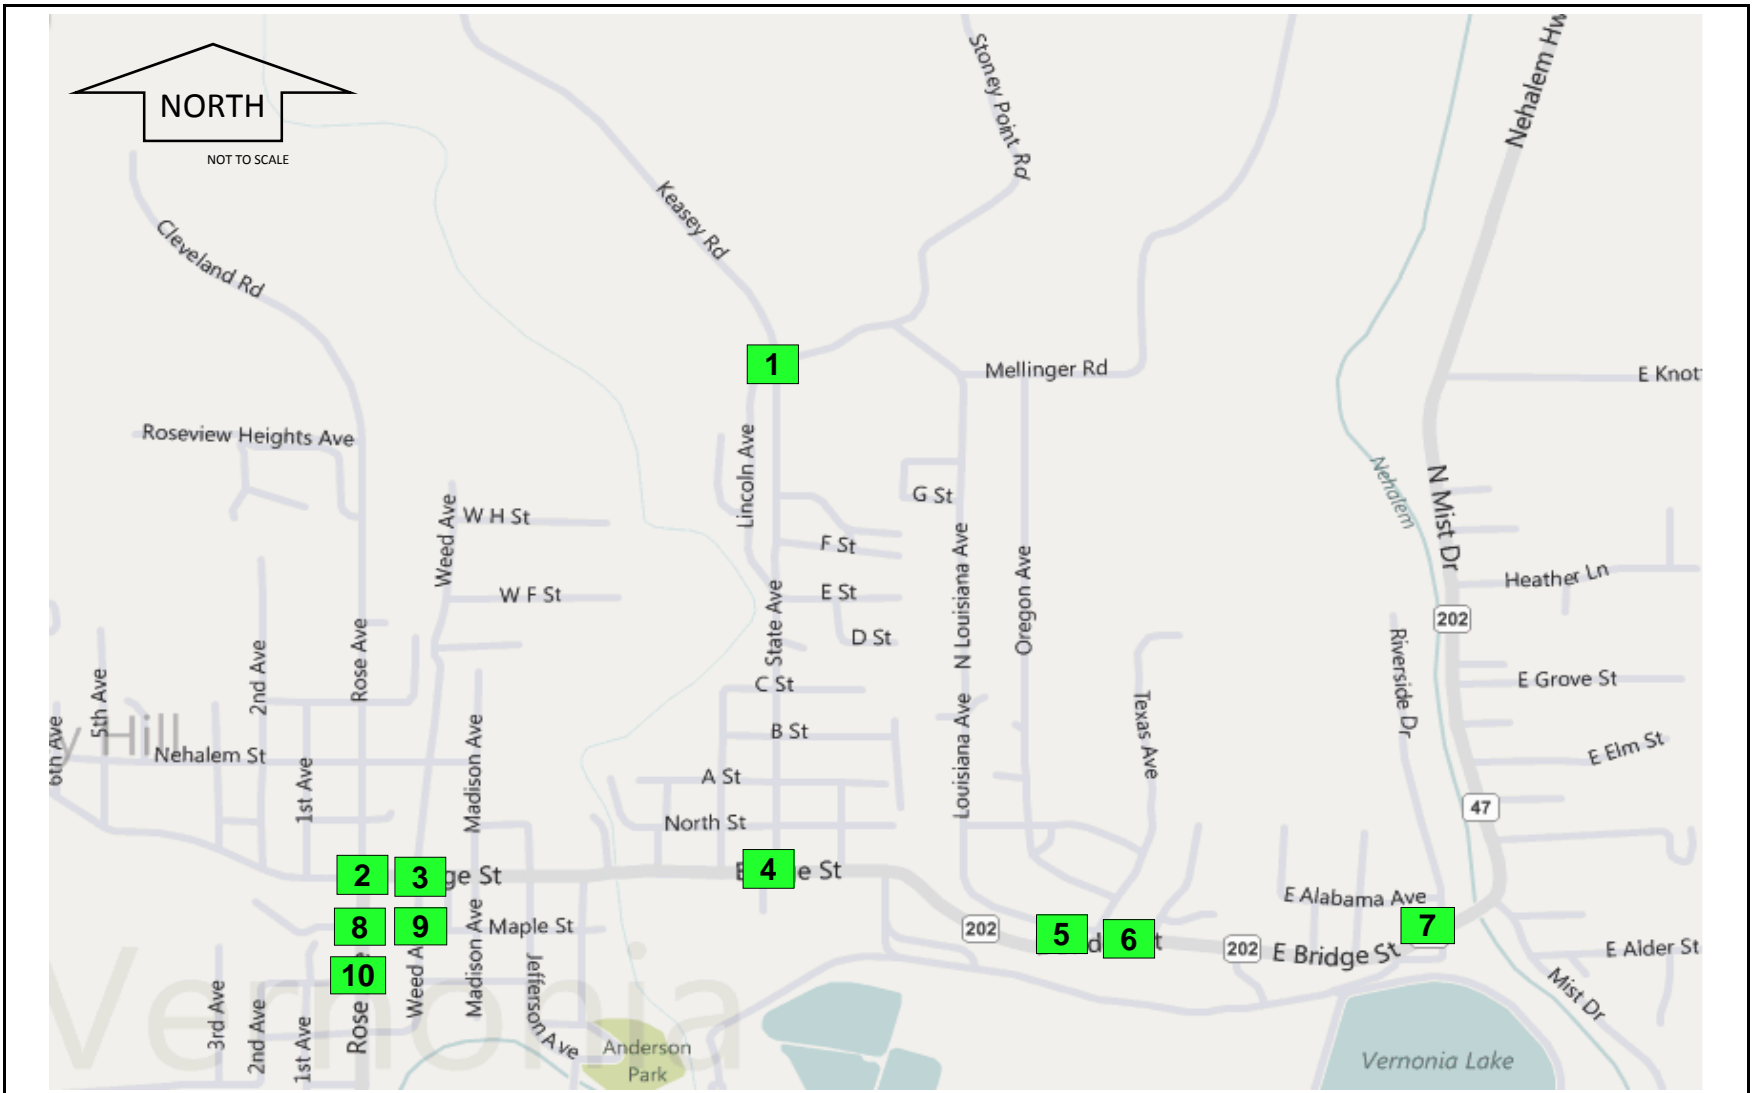 NORTH
NOT TO SCALE
Nehalem Hw
Stoney Point Rd
Keasey Rd
Cleveland Rd
1
Mellinger Rd
E Knot
Roseview Heights Ave
Lincoln Ave
G St
Nehalem
N Mist Dr
Weed Ave
W H St
F St
N Louisiana Ave
Oregon Ave
Heather Ln
W F St
E St
202
State Ave
D St
Rose Ave
2nd Ave
5th Ave
C St
E Grove St
Riverside Dr
Texas Ave
6th Ave
y Hill
Nehalem St
Madison Ave
B St
E Elm St
1st Ave
A St
Louisiana Ave
47
North St
2
3
ge St
4
e St
E Alabama Ave
8
9
Maple St
202
5
6
t
202
E Bridge St
7
E Alder St
10
Weed A
Madison Ave
Jefferson Ave
Mist Dr
Vernonia
3rd Ave
2nd Ave
1st Ave
Rose
Anderson
Park
Vernonia Lake